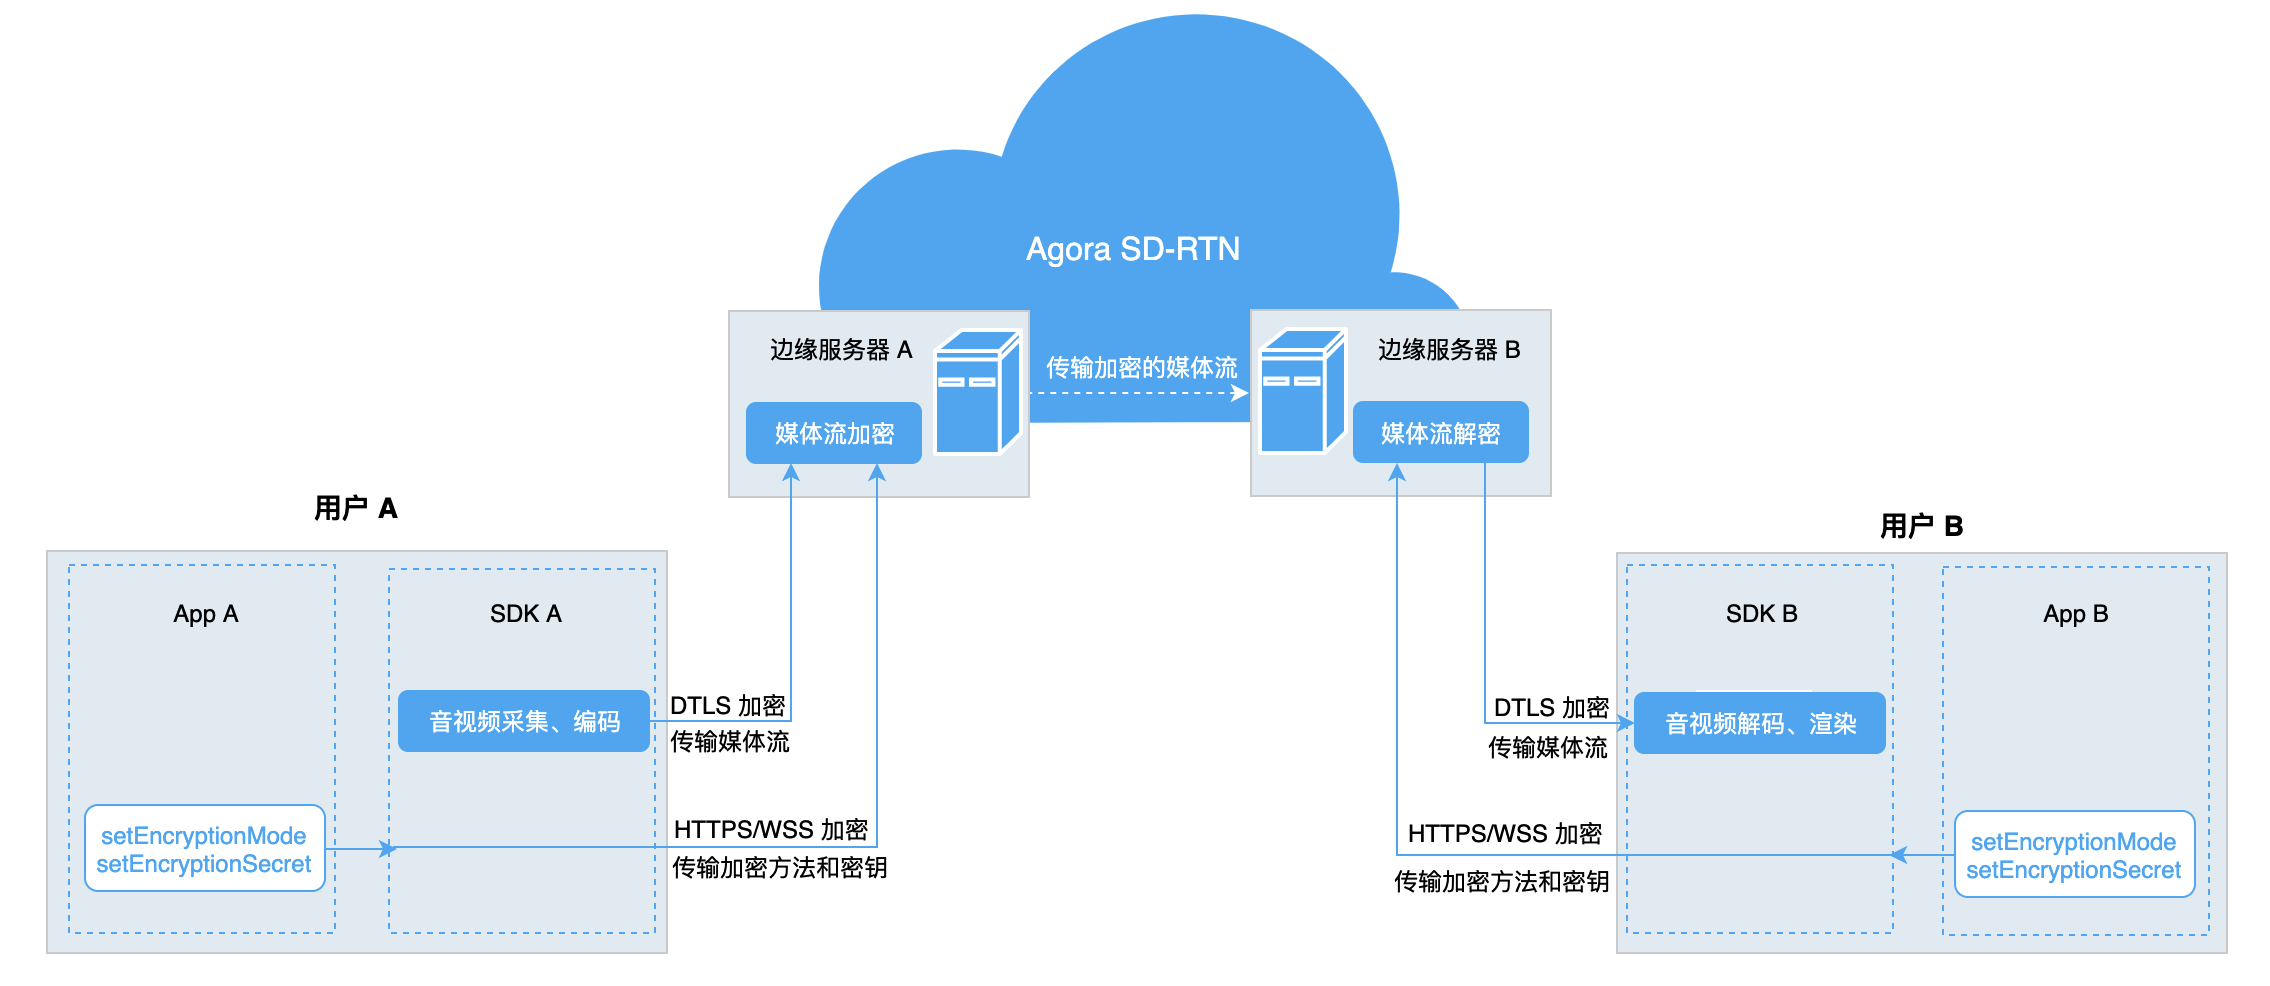 Agora SD-RTN
边缘服务器 A
传输加密的媒体流
边缘服务器 B
媒体流加密
媒体流解密
用户 A
用户 B
App A
SDK A
SDK B
App B
音视频采集、编码
DTLS 加密
传输媒体流
DTLS 加密
传输媒体流
音视频解码、渲染
setEncryptionMode
setEncryptionSecret
HTTPS/WSS 加密
传输加密方法和密钥
HTTPS/WSS 加密
传输加密方法和密钥
setEncryptionMode
setEncryptionSecret